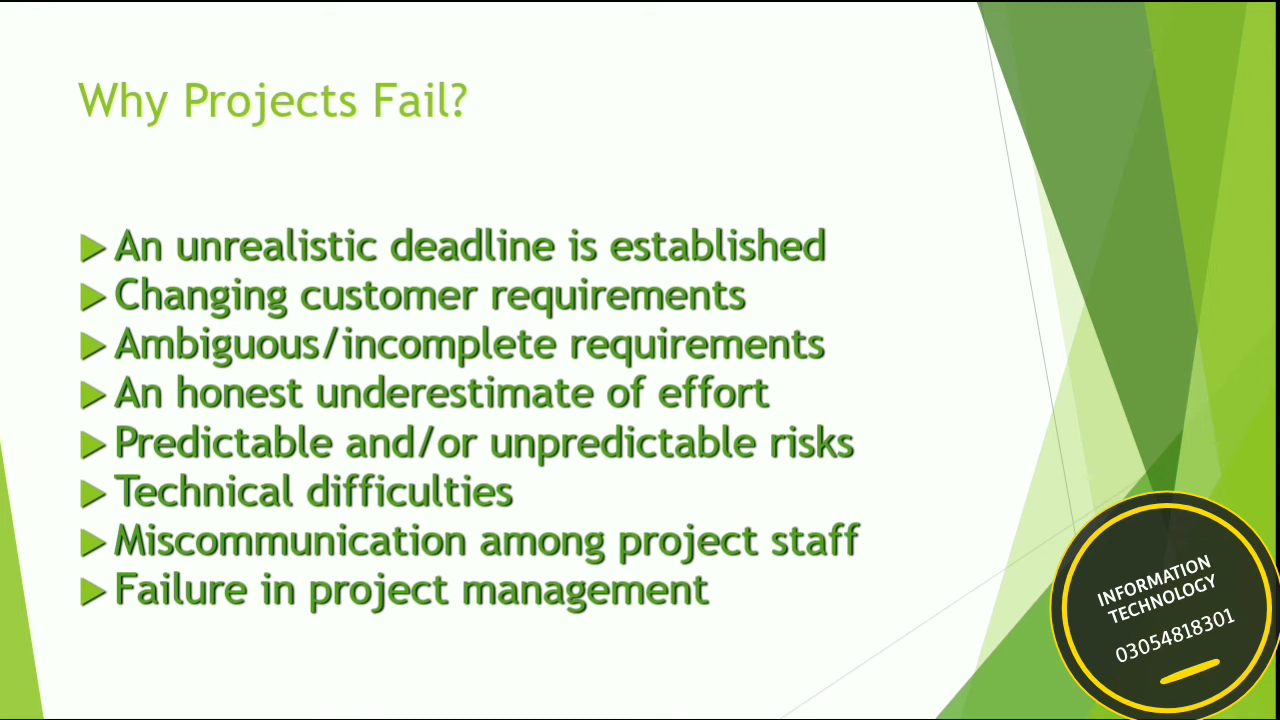 Why Projects Fail?
An unrealistic deadline is established
Changing customer requirements
Ambiguous/incomplete requirements
An honest underestimate of effort
Predictable and/or unpredictable risks
Technical difficulties
Miscommunication among project staff
Failure in project management
INFORMATION
TECHNOLOGY
03054818301